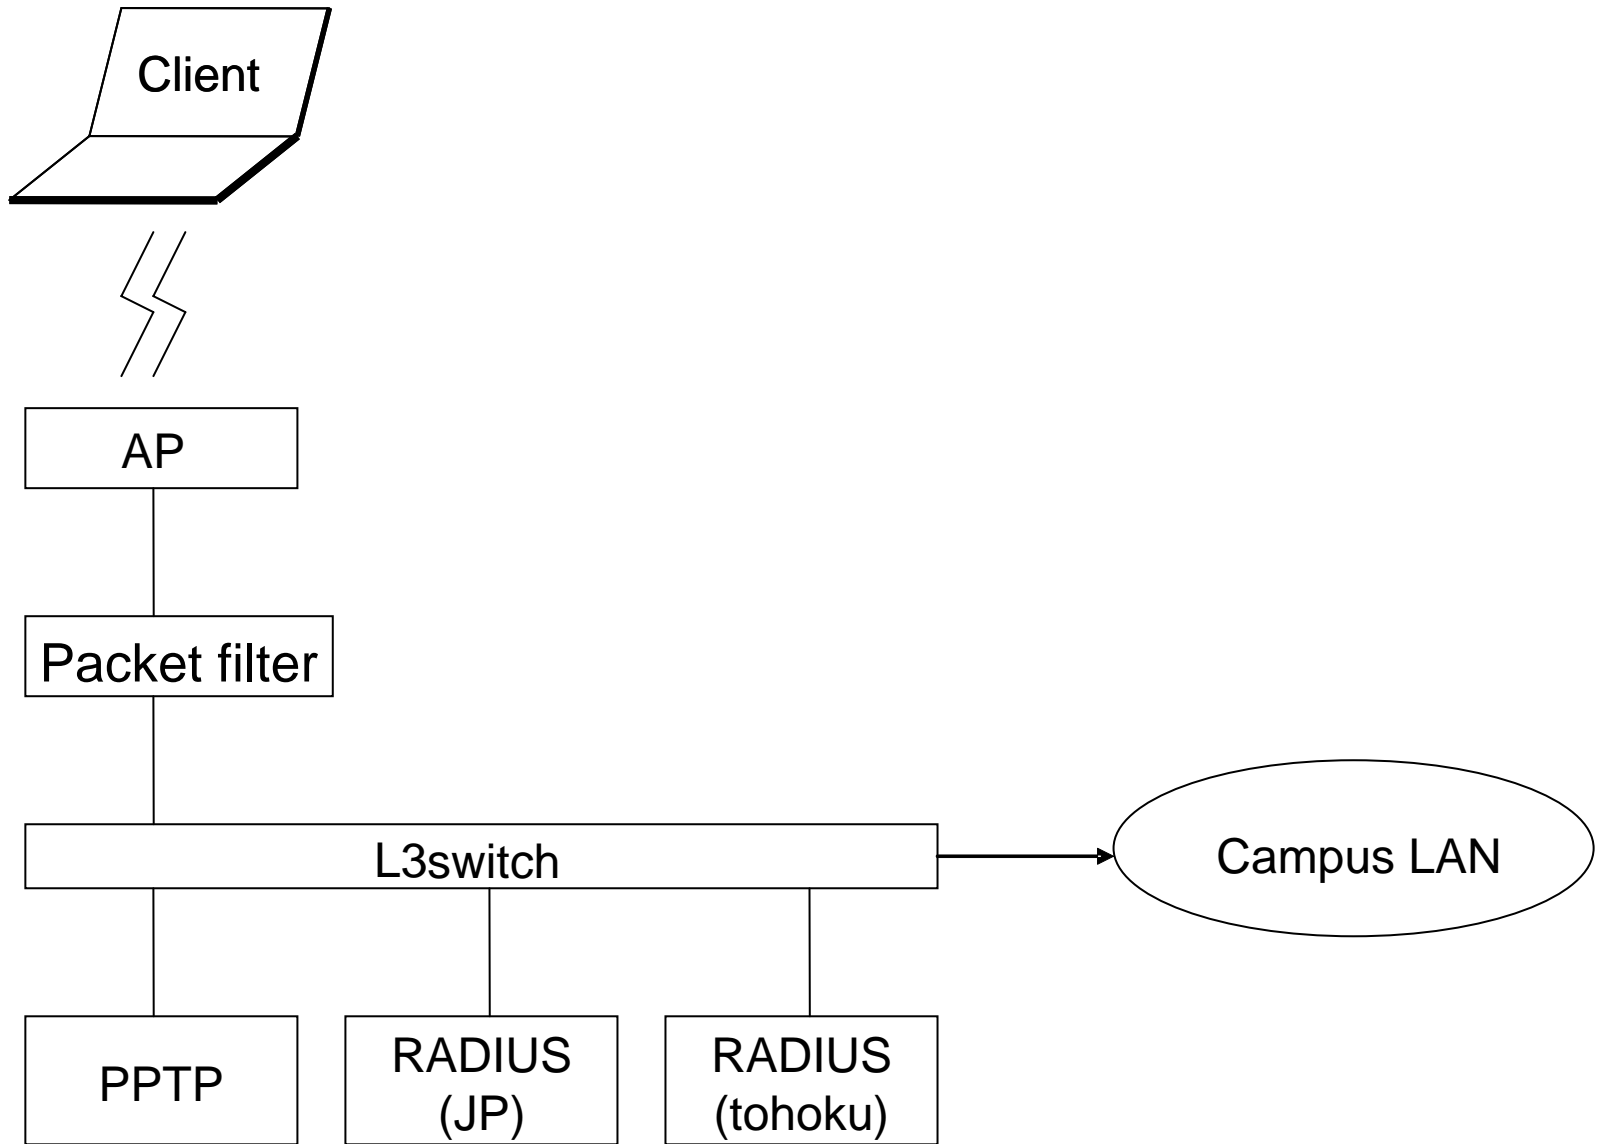 Client
AP
Packet filter
L3switch
Campus LAN
PPTP
RADIUS
(JP)
RADIUS
(tohoku)